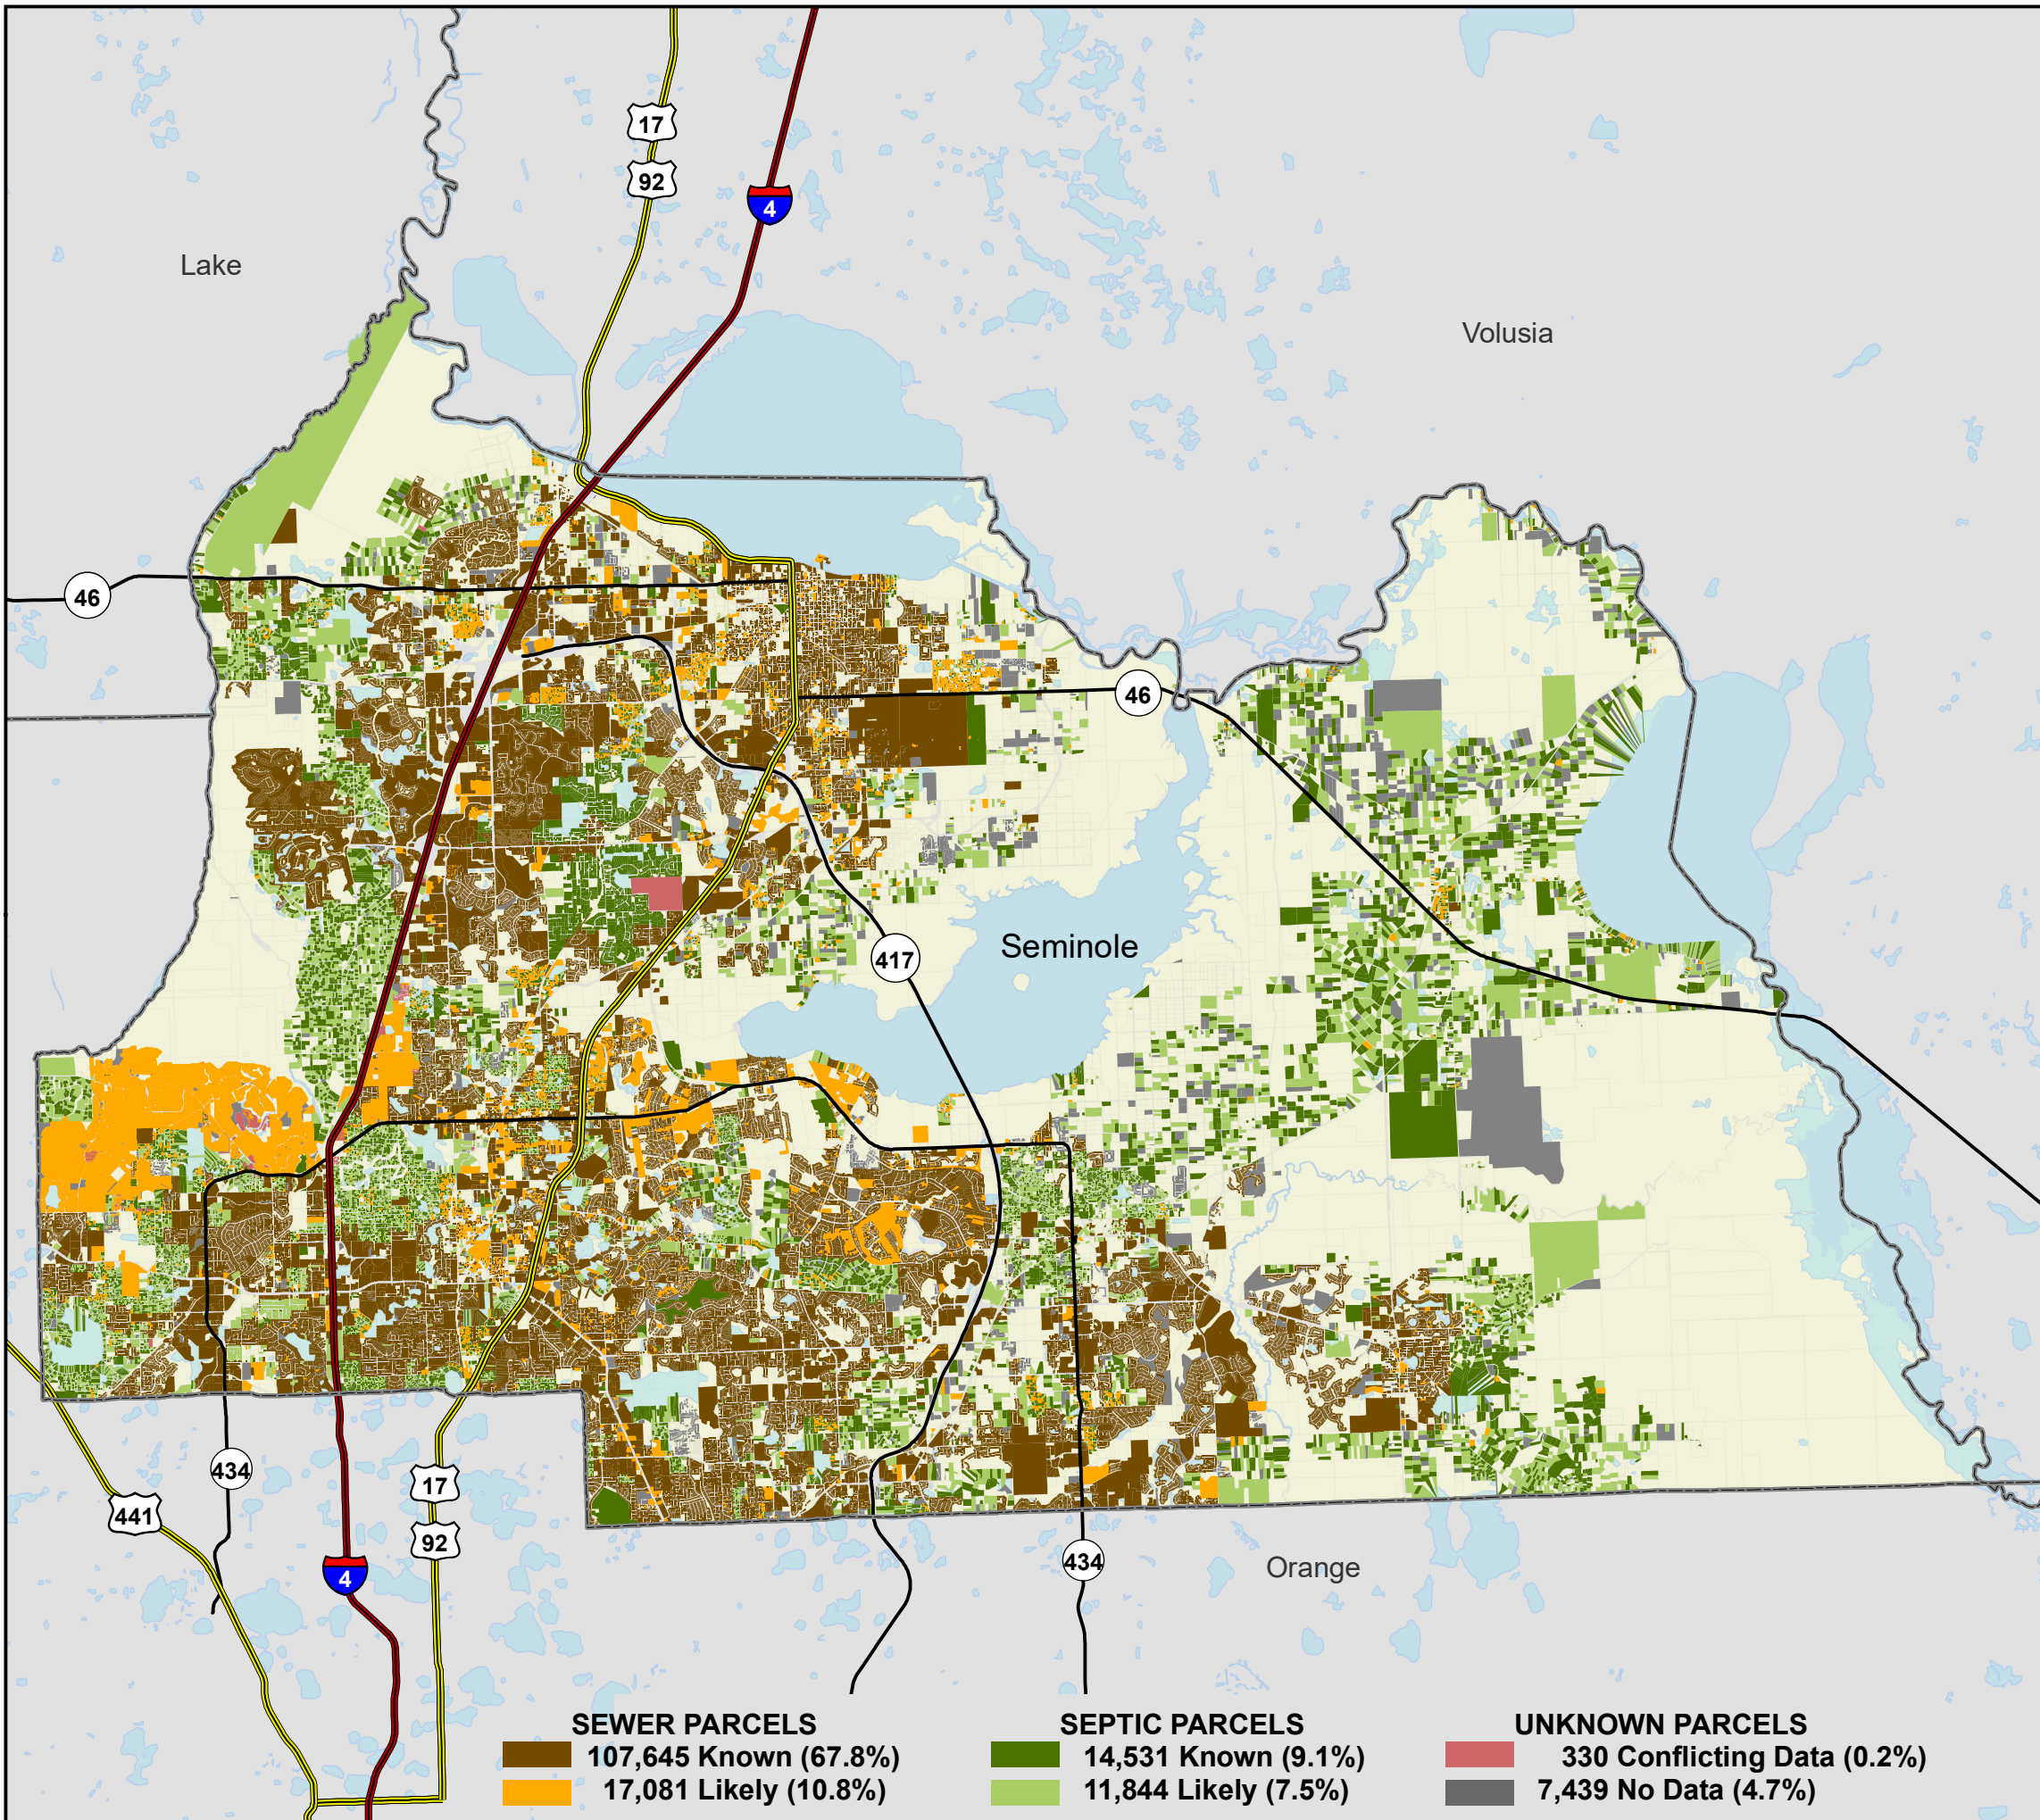 17
92
4
Lake
Volusia
46
46
Seminole
417
434
17
441
92
434
Orange
4
SEWER PARCELS
107,645 Known (67.8%)
17,081 Likely (10.8%)
SEPTIC PARCELS
14,531 Known (9.1%)
11,844 Likely (7.5%)
UNKNOWN PARCELS
330 Conflicting Data (0.2%)
7,439 No Data (4.7%)